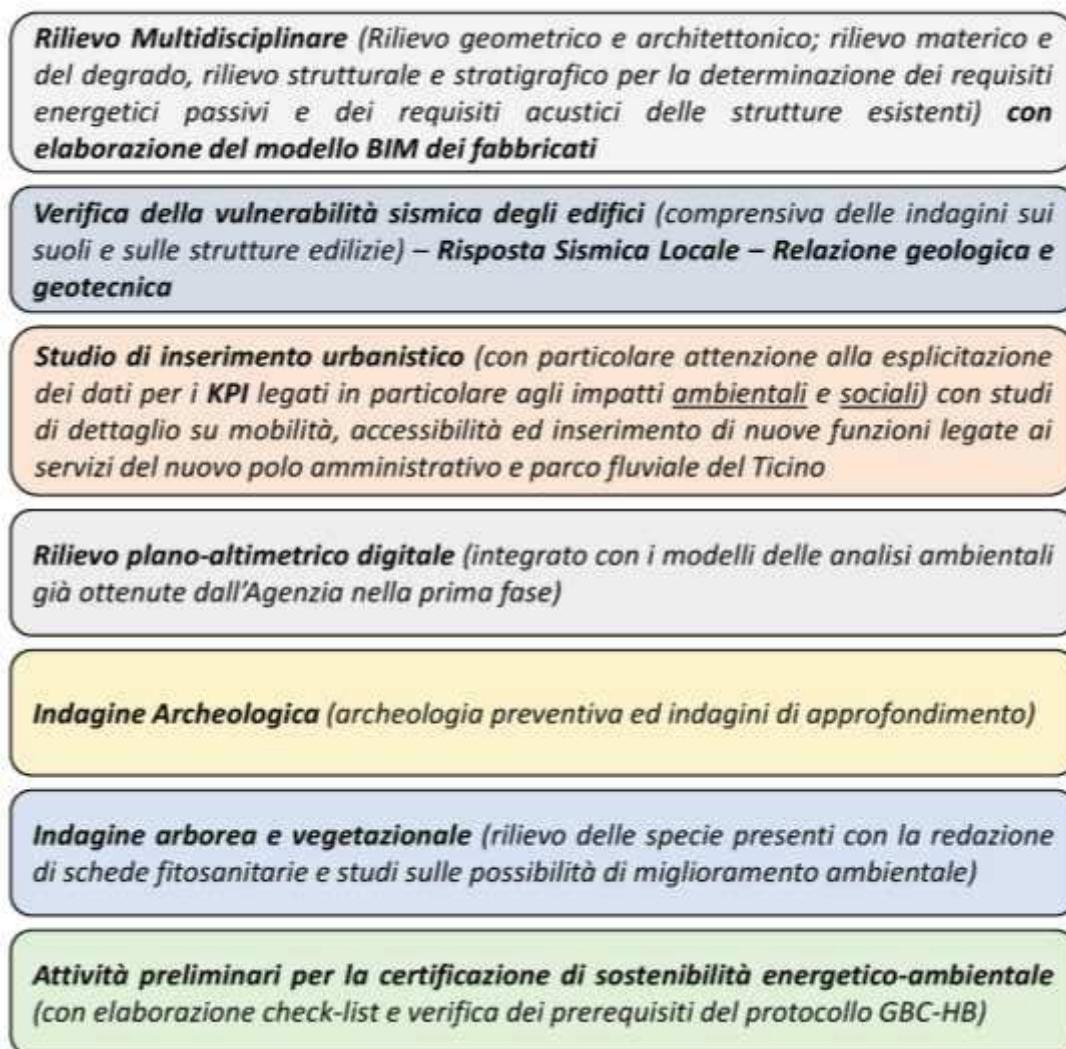 Rilievo Multidisciplinare (Rilievo geometrico e architettonico; rilievo materico e
del degrado, rilievo strutturale e stratigrafico per la determinazione dei requisiti
energetici passivi e dei requisiti acustici delle strutture esistenti) con
elaborazione del modello BIM dei fabbricati
Verifica della vulnerabilità sismica degli edifici (comprensiva delle indagini sui
suoli e sulle strutture edilizie) – Risposta Sismica Locale – Relazione geologica e
geotecnica
Studio di inserimento urbanistico (con particolare attenzione alla esplicitazione
dei dati per i KPI legati in particolare agli impatti ambientali e sociali) con studi
di dettaglio su mobilità, accessibilità ed inserimento di nuove funzioni legate ai
servizi del nuovo polo amministrativo e parco fluviale del Ticino
Rilievo plano-altimetrico digitale (integrato con i modelli delle analisi ambientali
già ottenute dall'Agenzia nella prima fase)
Indagine Archeologica (archeologia preventiva ed indagini di approfondimento)
Indagine arborea e vegetazionale (rilievo delle specie presenti con la redazione
di schede fitosanitarie e studi sulle possibilità di miglioramento ambientale)
Attività preliminari per la certificazione di sostenibilità energetico-ambientale
(con elaborazione check-list e verifica dei prerequisiti del protocollo GBC-HB)